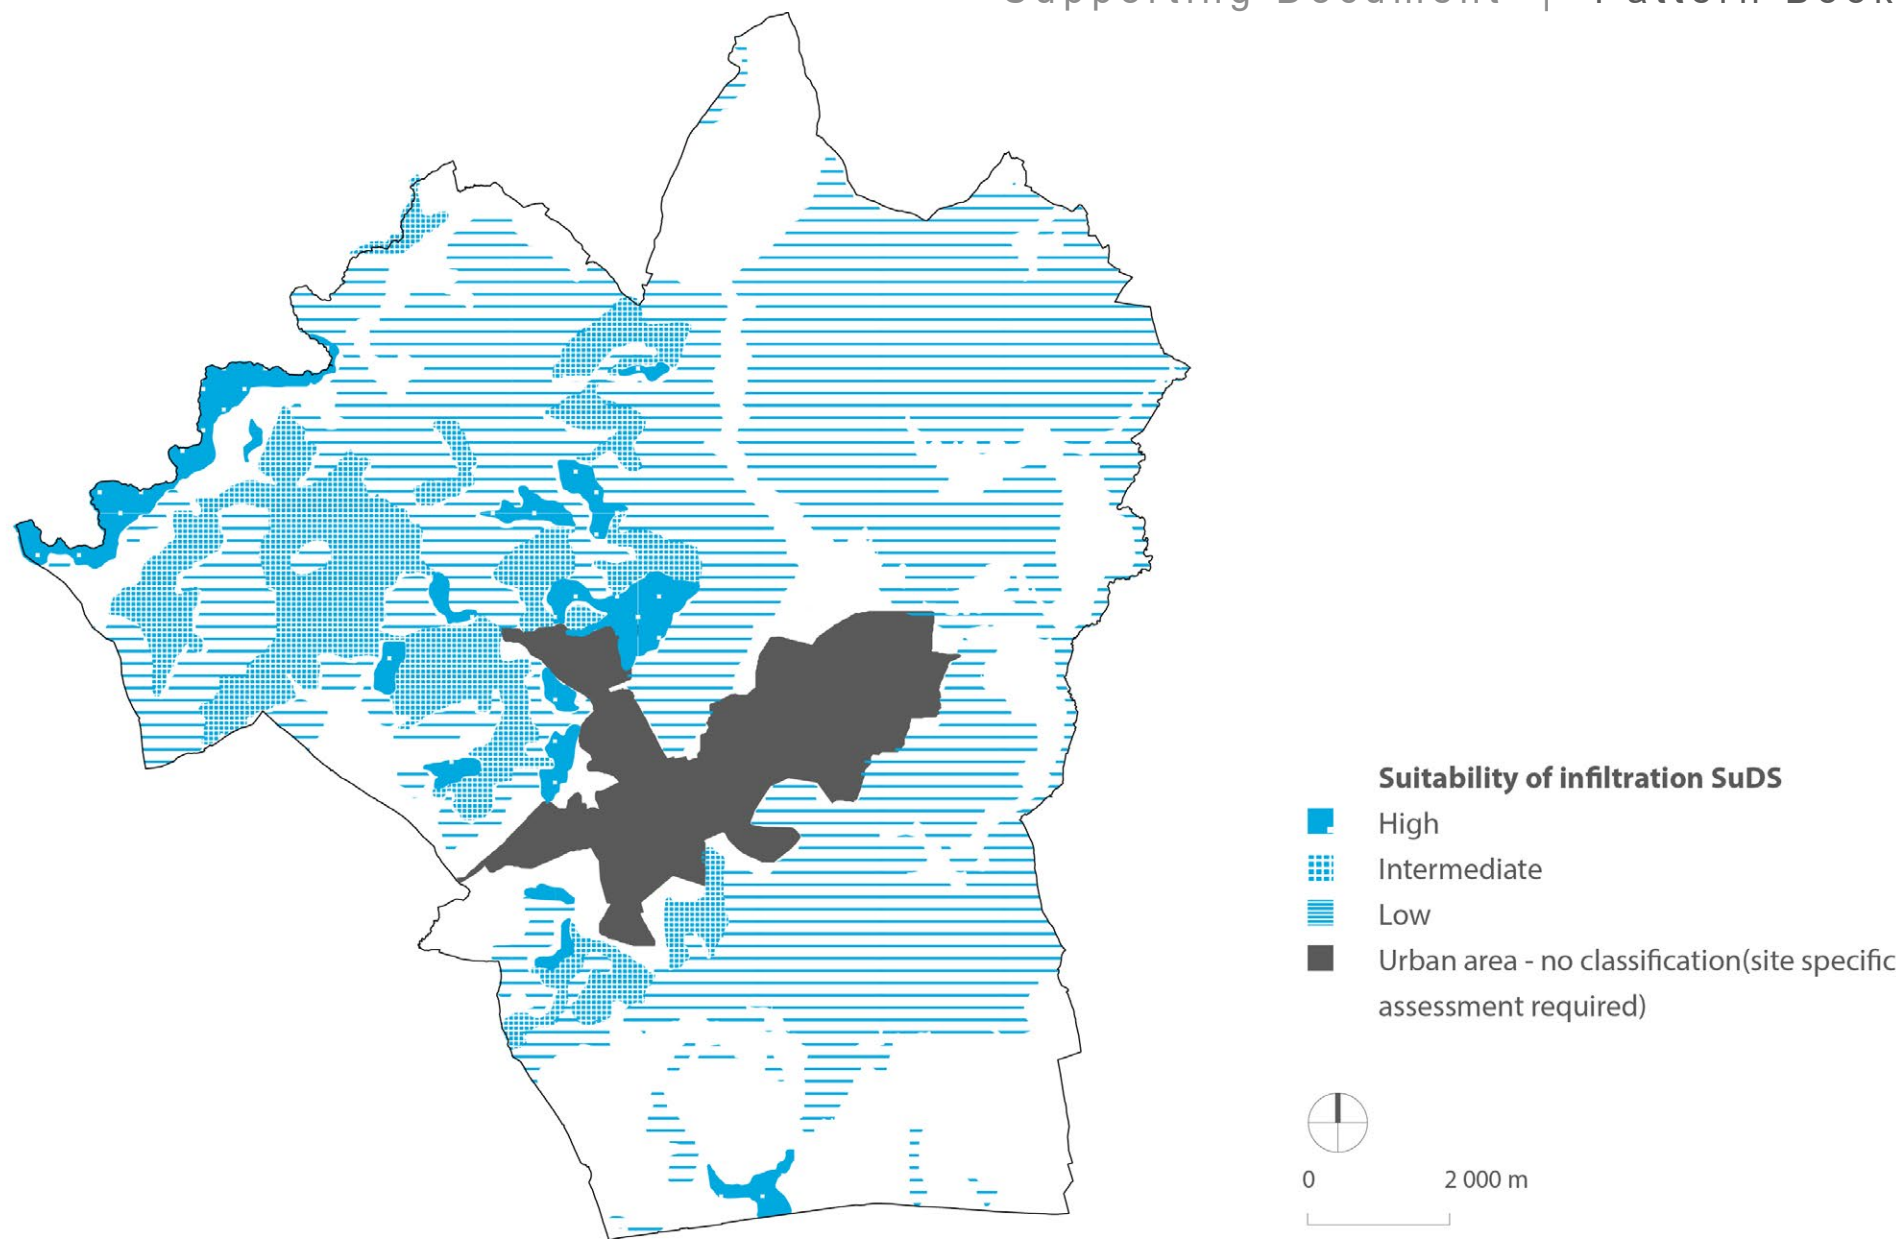 Supporting Document | Pattern Book
Suitability of infiltration SuDS
High
Intermediate
Low
Urban area - no classification(site specific
assessment required)
0 2 000 m